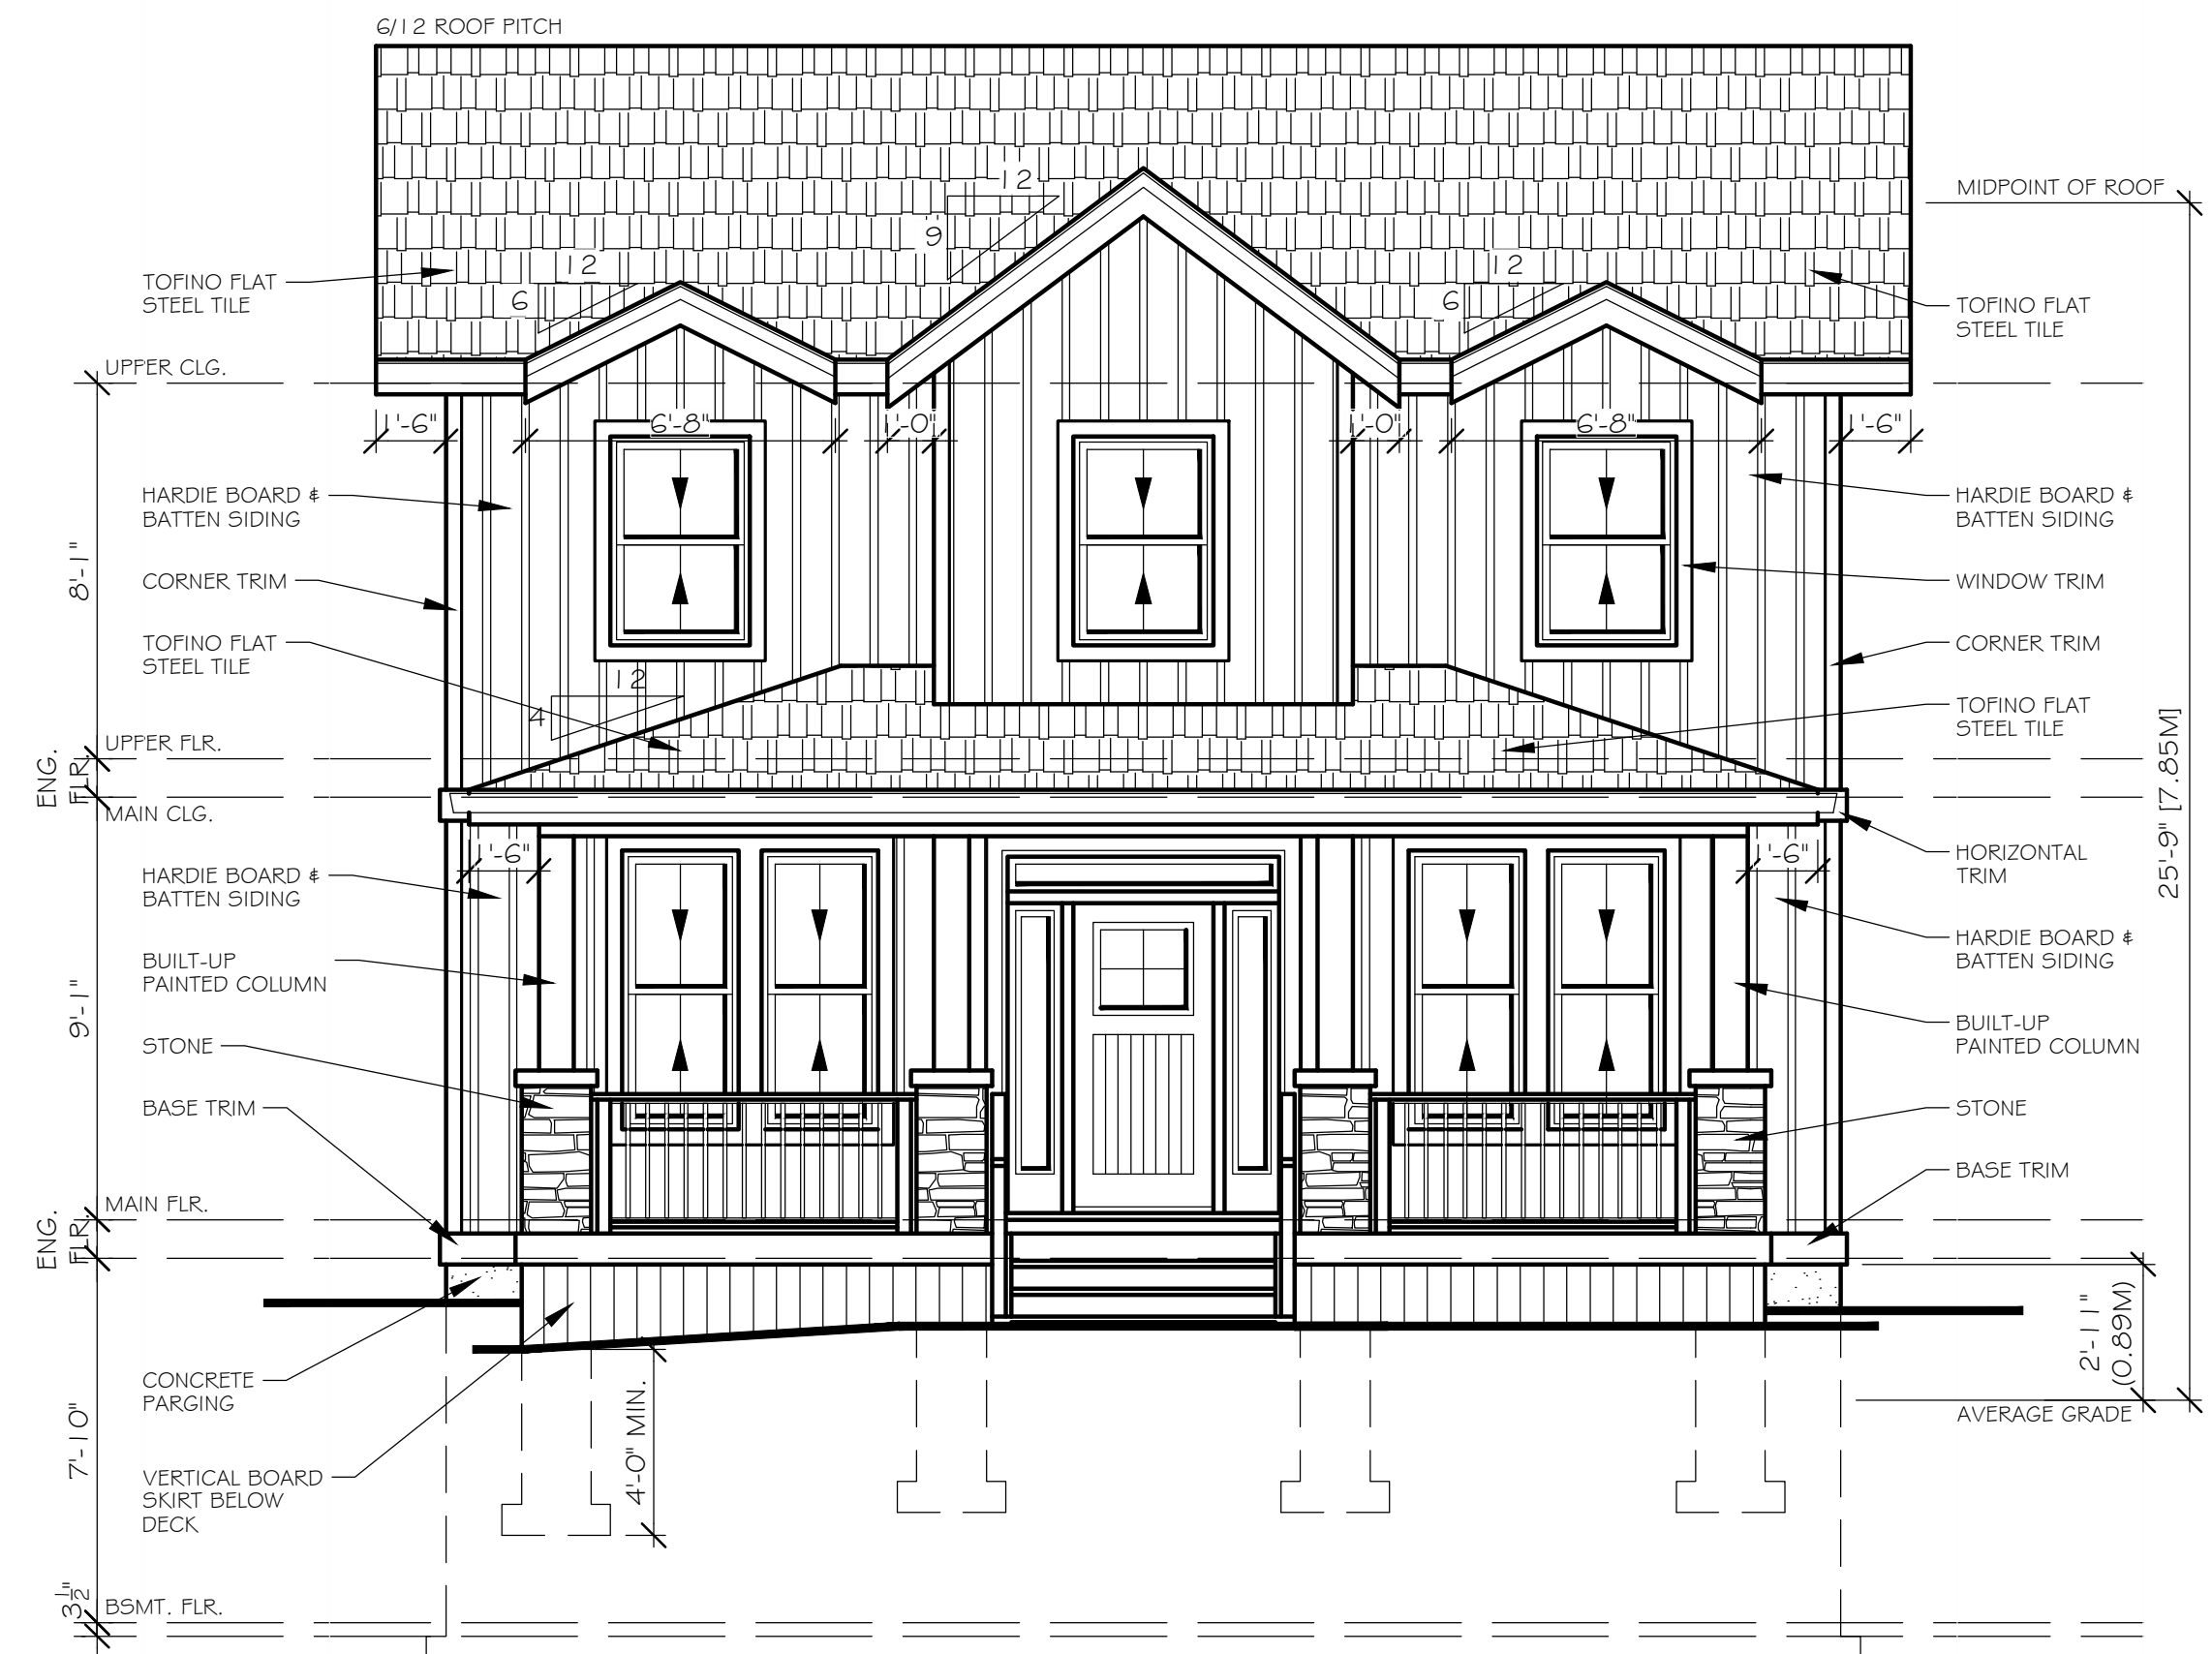 6/12 ROOF PITCH
12
9
MIDPOINT OF ROOF
12
6
12
6
TOFINO FLAT
STEEL TILE
TOFINO FLAT
STEEL TILE
UPPER CLG.
1'-6"
6'-8"
1'-0"
1'-0"
6'-8"
1'-6"
HARDIE BOARD &
BATTEN SIDING
HARDIE BOARD &
BATTEN SIDING
8'-1"
CORNER TRIM
WINDOW TRIM
TOFINO FLAT
STEEL TILE
CORNER TRIM
12
4
TOFINO FLAT
STEEL TILE
UPPER FLR.
ENG.
FLR.
MAIN CLG.
25'-9" [7.85M]
1'-6"
1'-6"
HORIZONTAL
TRIM
HARDIE BOARD &
BATTEN SIDING
HARDIE BOARD &
BATTEN SIDING
BUILT-UP
PAINTED COLUMN
9'-1"
BUILT-UP
PAINTED COLUMN
STONE
STONE
BASE TRIM
BASE TRIM
MAIN FLR.
ENG.
FLR.
2'-11"
(0.89M)
CONCRETE
PARGING
AVERAGE GRADE
7'-10"
4'-0" MIN.
VERTICAL BOARD
SKIRT BELOW
DECK
3 1/2"
BSMT. FLR.